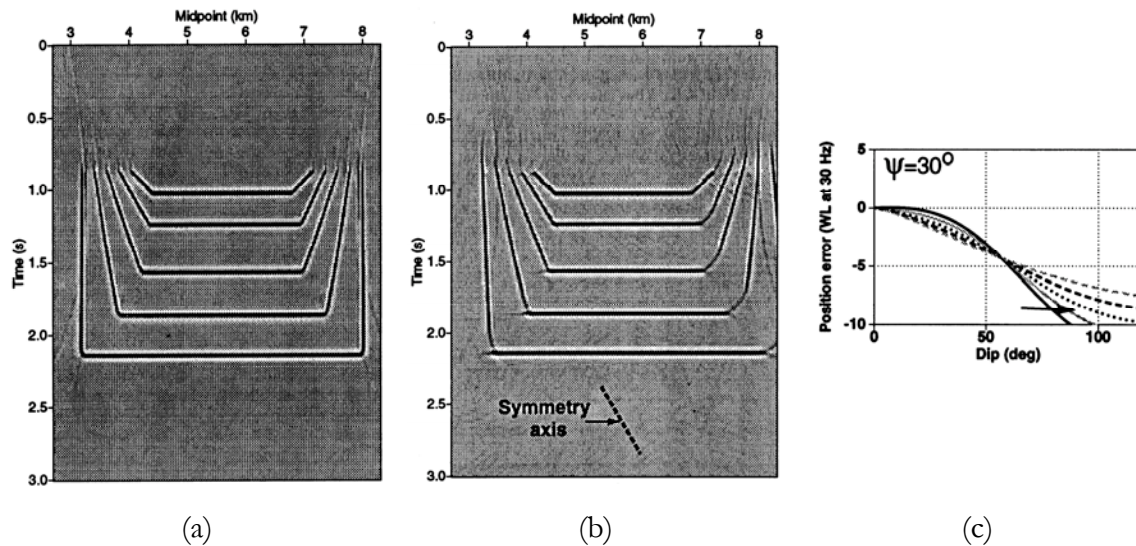 Midpoint (km)
3 4 5 6 7 8
0
0.5
1.0
1.5
2.0
2.5
3.0
Time (s)
Midpoint (km)
3 4 5 6 7 8
0
0.5
1.0
1.5
2.0
2.5
3.0
Time (s)
Symmetry
axis
ψ=30°
5
0
-5
-10
Position error (WL at 30 Hz)
0 50 100
Dip (deg)
(a) (b) (c)